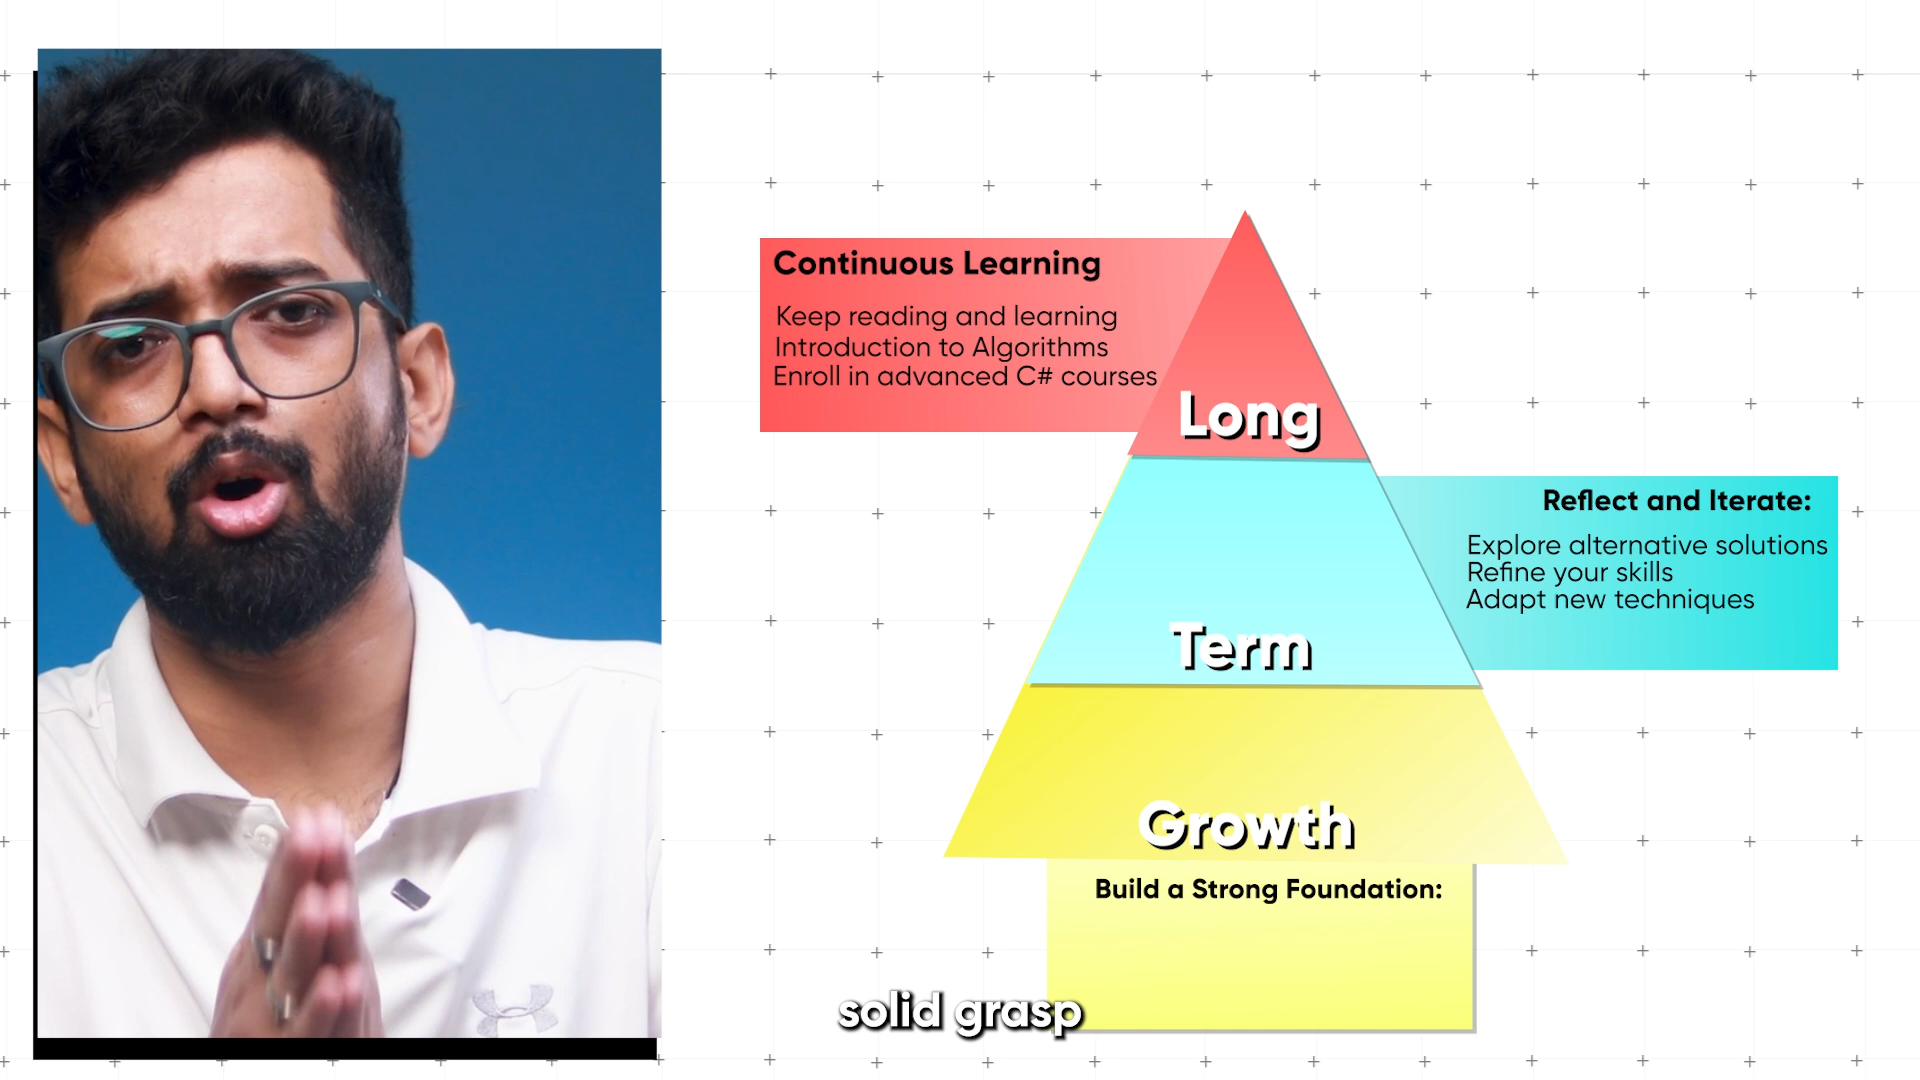 Continuous Learning
Keep reading and learning
Introduction to Algorithms
Enroll in advanced C# courses
Long
Reflect and Iterate:
Explore alternative solutions
Refine your skills
Adapt new techniques
Term
Growth
Build a Strong Foundation:
solid grasp